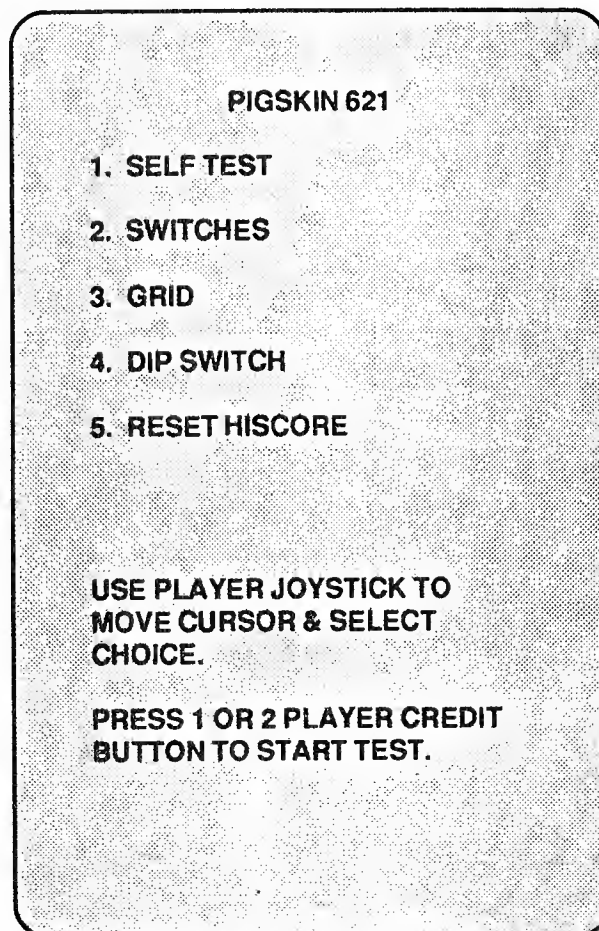 PIGSKIN 621
1. SELF TEST
2. SWITCHES
3. GRID
4. DIP SWITCH
5. RESET HISCORE
USE PLAYER JOYSTICK TO
MOVE CURSOR & SELECT
CHOICE.
PRESS 1 OR 2 PLAYER CREDIT
BUTTON TO START TEST.